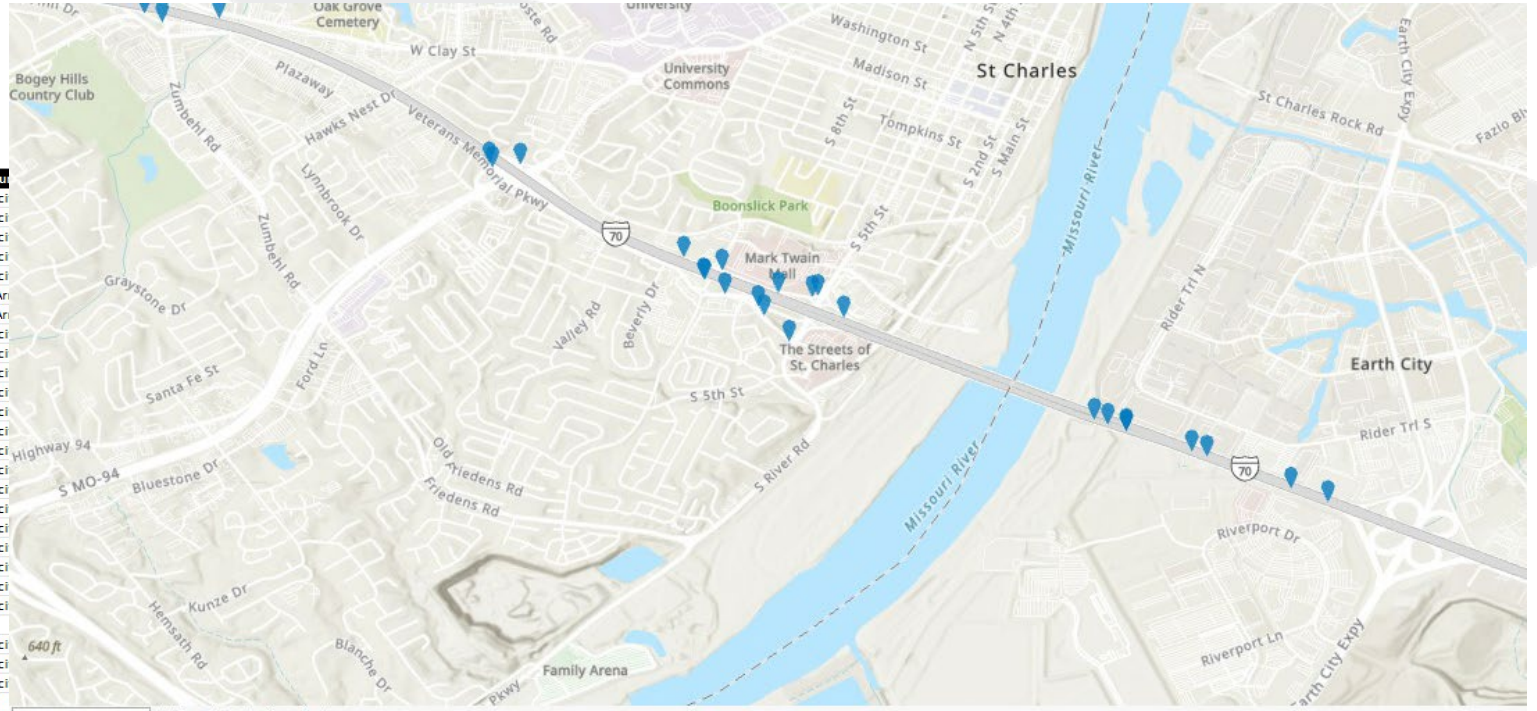 Oak Grove
Cemetery
University
W Clay St
Washington St
N 5th St
N 4th
St Charles
Earth City Expy
Bogey Hills
Country Club
Plazaway
University
Commons
Madison St
St Charles Rock Rd
Zumbehl Rd
Hawks Nest Dr
Veterans Memorial Pkwy
S 8th St
Tompkins St
S 2nd St
S Main St
Lynnbrook Dr
Boonslick Park
Missouri River
Zumbehl Rd
70
S 5th St
Mark Twain
Mall
Graystone Dr
Valley Rd
Beverly Dr
Rider Trl N
The Streets of
St. Charles
Earth City
Santa Fe St
Ford Ln
S 5th St
Rider Trl S
Highway 94
S MO-94
Bluestone Dr
Old Friedens Rd
Friedens Rd
S River Rd
Missouri River
70
Riverport Dr
Kunze Dr
Hemsath Rd
640 ft
Blanche Dr
Family Arena
Pkwy
Riverport Ln
Earth City Expy